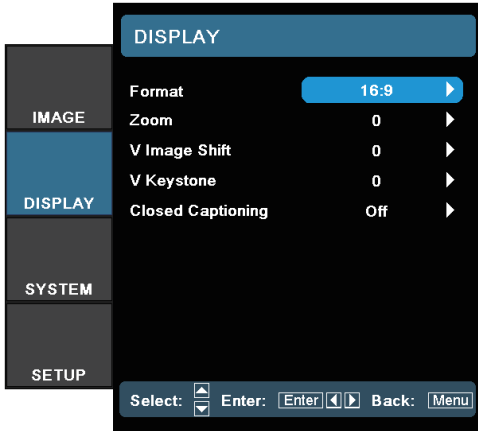 DISPLAY
IMAGE
DISPLAY
SYSTEM
SETUP
Format 16:9
Zoom 0
V Image Shift 0
V Keystone 0
Closed Captioning Off
Select: Enter: Enter Back: Menu